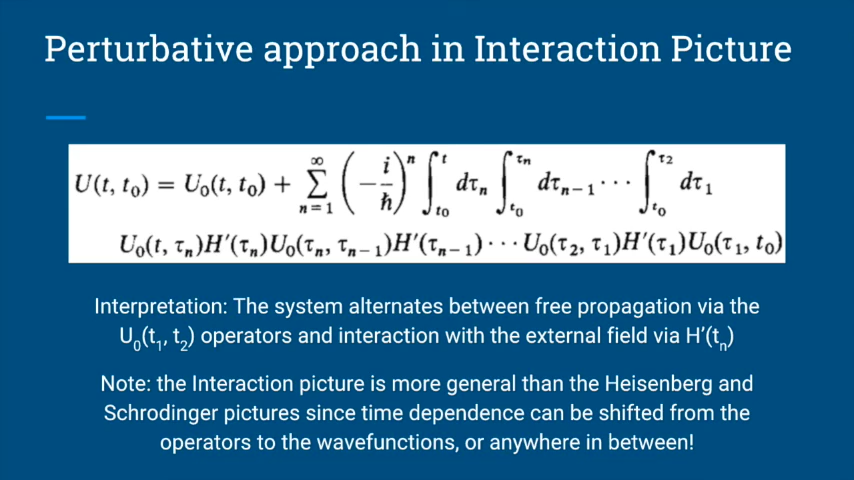 Perturbative approach in Interaction Picture
U(t, t₀) = U₀(t, t₀) + ∑ₙ₌₁^∞ (−i/ℏ)ⁿ ∫ₜ₀^t dτₙ ∫ₜ₀^τₙ dτₙ₋₁ ··· ∫ₜ₀^τ₂ dτ₁
U₀(t, τₙ)H′(τₙ)U₀(τₙ, τₙ₋₁)H′(τₙ₋₁) ··· U₀(τ₂, τ₁)H′(τ₁)U₀(τ₁, t₀)
Interpretation: The system alternates between free propagation via the
U₀(t₁, t₂) operators and interaction with the external field via H’(tₙ)
Note: the Interaction picture is more general than the Heisenberg and
Schrodinger pictures since time dependence can be shifted from the
operators to the wavefunctions, or anywhere in between!